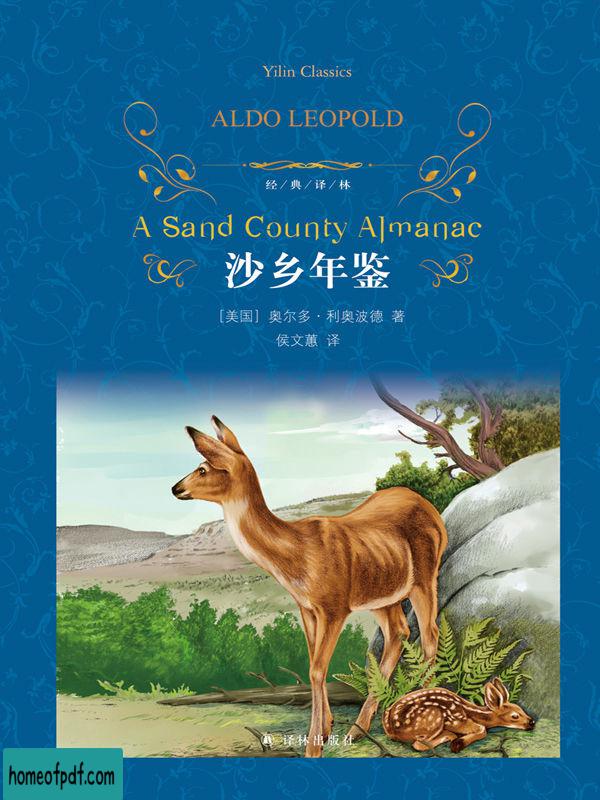 Yilin Classics
ALDO LEOPOLD
经/典/译/林
A Sand County Almanac
沙乡年鉴
[美国] 奥尔多·利奥波德 著
侯文蕙 译
译林出版社
homeofpdf.com